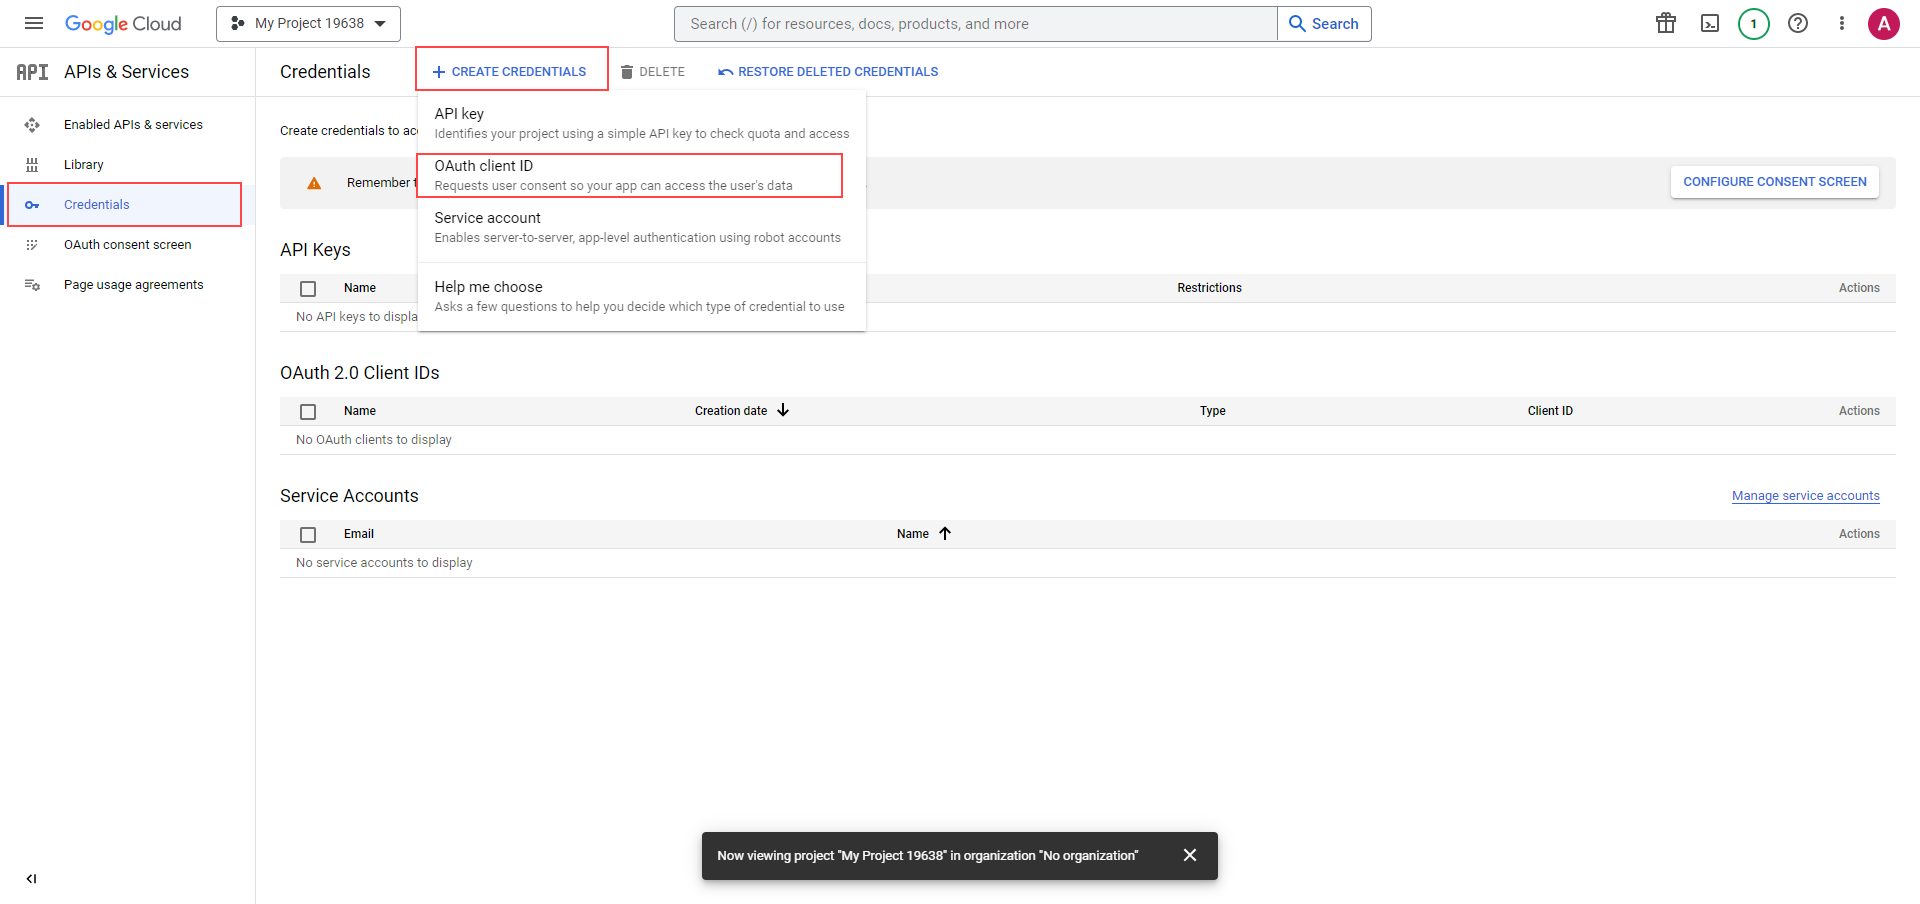 Google Cloud
My Project 19638
Search (/) for resources, docs, products, and more
Search
1
A
API APIs & Services
Credentials
CREATE CREDENTIALS
DELETE
RESTORE DELETED CREDENTIALS
Enabled APIs & services
Library
Credentials
OAuth consent screen
Page usage agreements
Create credentials to
API key
Identifies your project using a simple API key to check quota and access
Remember
OAuth client ID
Requests user consent so your app can access the user's data
CONFIGURE CONSENT SCREEN
Service account
Enables server-to-server, app-level authentication using robot accounts
Help me choose
Asks a few questions to help you decide which type of credential to use
API Keys
Name
Restrictions
Actions
No API keys to displa
OAuth 2.0 Client IDs
Name
Creation date
Type
Client ID
Actions
No OAuth clients to display
Service Accounts
Manage service accounts
Email
Name
Actions
No service accounts to display
Now viewing project "My Project 19638" in organization "No organization"